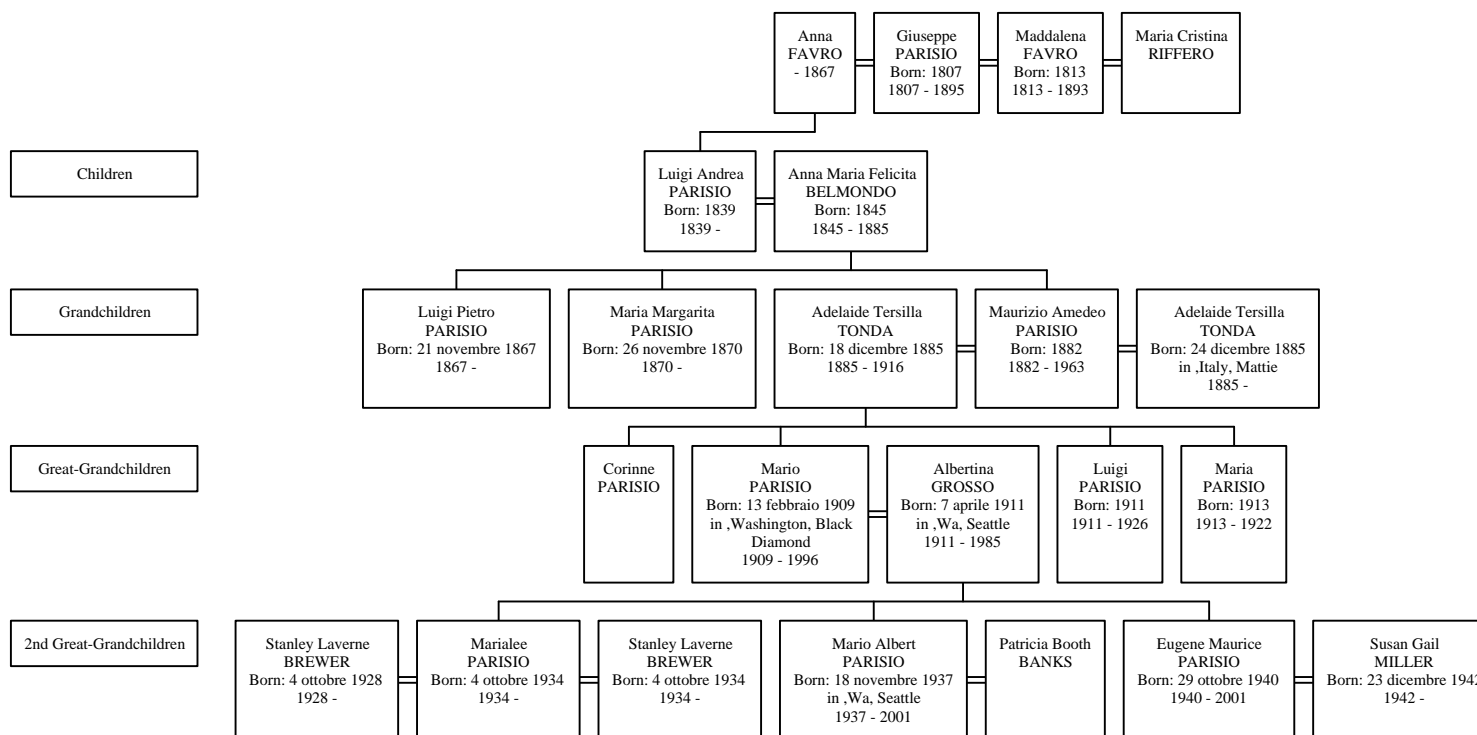 Anna
FAVRO
- 1867
Giuseppe
PARISIO
Born: 1807
1807 - 1895
Maddalena
FAVRO
Born: 1813
1813 - 1893
Maria Cristina
RIFFERO
Children
Luigi Andrea
PARISIO
Born: 1839
1839 -
Anna Maria Felicita
BELMONDO
Born: 1845
1845 - 1885
Grandchildren
Luigi Pietro
PARISIO
Born: 21 novembre 1867
1867 -
Maria Margarita
PARISIO
Born: 26 novembre 1870
1870 -
Adelaide Tersilla
TONDA
Born: 18 dicembre 1885
1885 - 1916
Maurizio Amedeo
PARISIO
Born: 1882
1882 - 1963
Adelaide Tersilla
TONDA
Born: 24 dicembre 1885
in ,Italy, Mattie
1885 -
Great-Grandchildren
Corinne
PARISIO
Mario
PARISIO
Born: 13 febbraio 1909
in ,Washington, Black
Diamond
1909 - 1996
Albertina
GROSSO
Born: 7 aprile 1911
in ,Wa, Seattle
1911 - 1985
Luigi
PARISIO
Born: 1911
1911 - 1926
Maria
PARISIO
Born: 1913
1913 - 1922
2nd Great-Grandchildren
Stanley Laverne
BREWER
Born: 4 ottobre 1928
1928 -
Marialee
PARISIO
Born: 4 ottobre 1934
1934 -
Stanley Laverne
BREWER
Born: 4 ottobre 1934
1934 -
Mario Albert
PARISIO
Born: 18 novembre 1937
in ,Wa, Seattle
1937 - 2001
Patricia Booth
BANKS
Eugene Maurice
PARISIO
Born: 29 ottobre 1940
1940 - 2001
Susan Gail
MILLER
Born: 23 dicembre 1942
1942 -